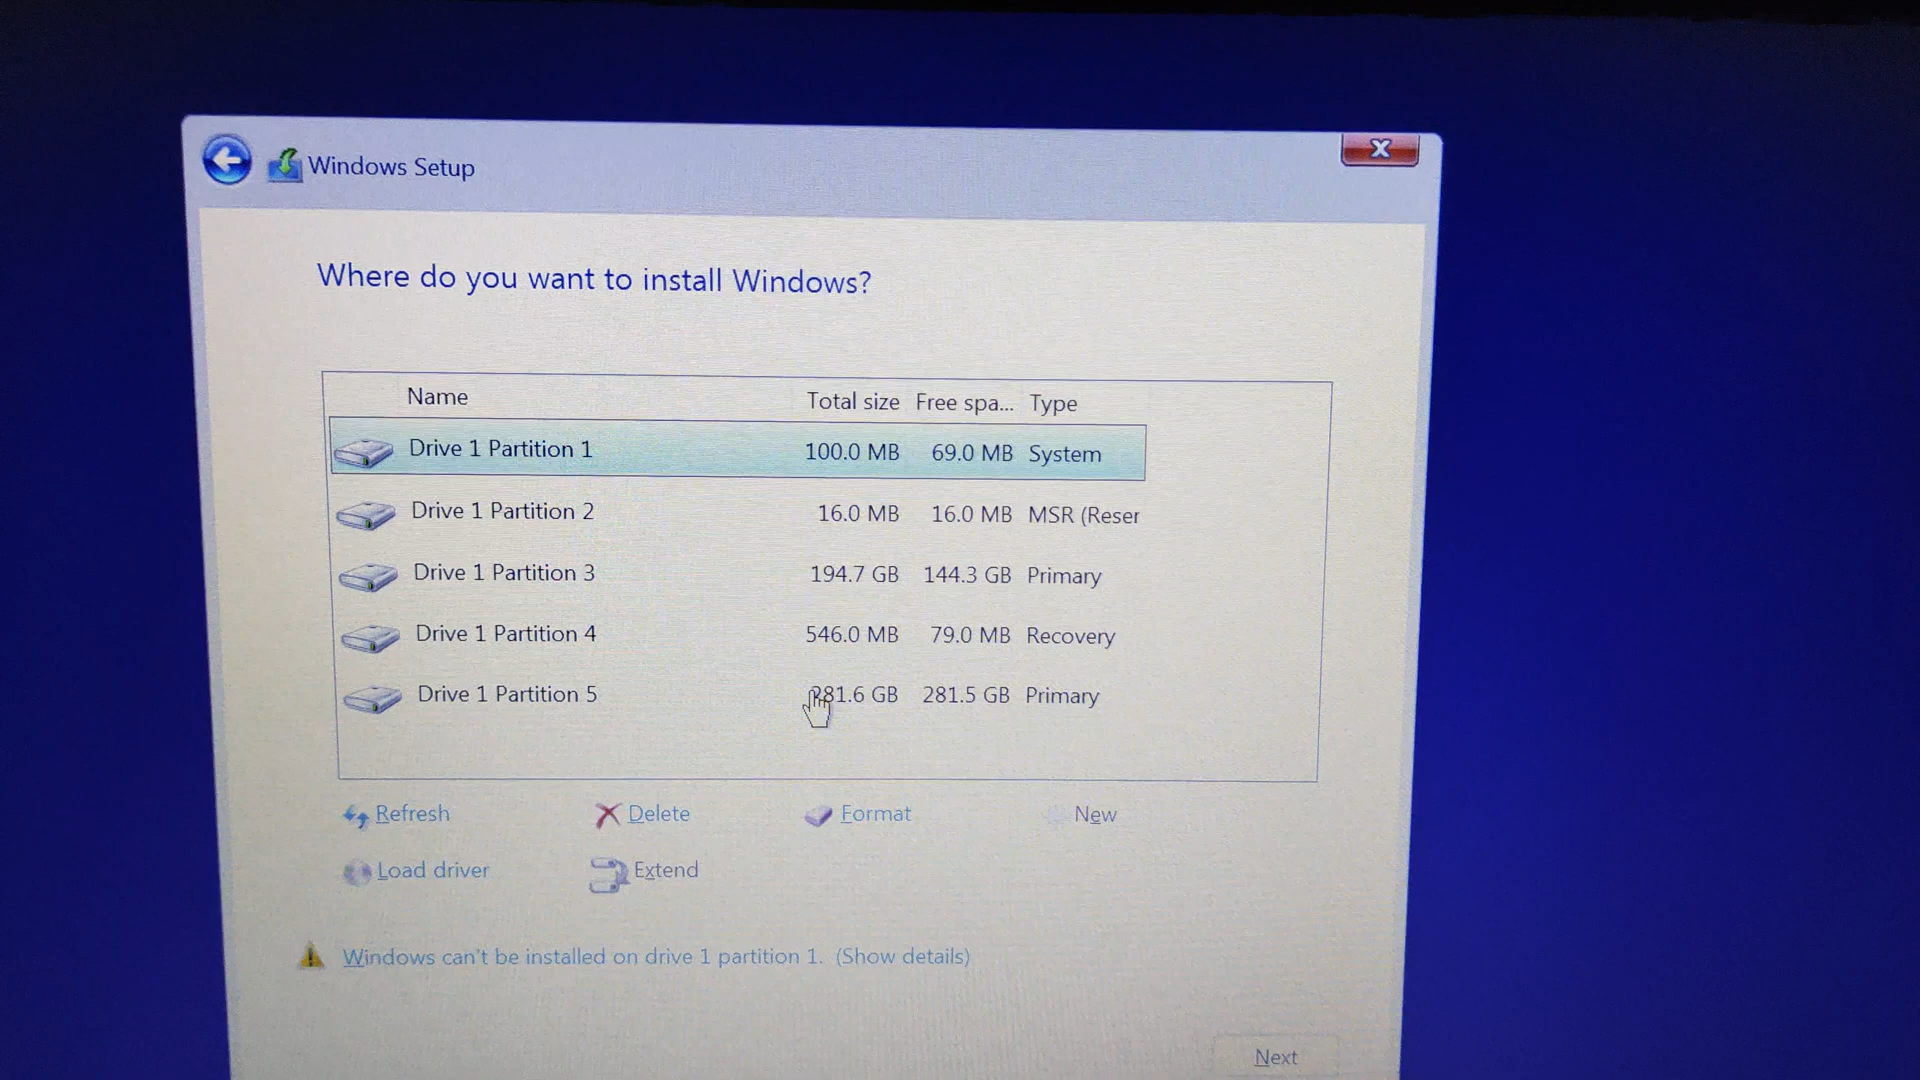 Windows Setup
X
Where do you want to install Windows?
Name Total size Free spa... Type
Drive 1 Partition 1 100.0 MB 69.0 MB System
Drive 1 Partition 2 16.0 MB 16.0 MB MSR (Reser
Drive 1 Partition 3 194.7 GB 144.3 GB Primary
Drive 1 Partition 4 546.0 MB 79.0 MB Recovery
Drive 1 Partition 5 281.6 GB 281.5 GB Primary
Refresh Delete Format New
Load driver Extend
Windows can't be installed on drive 1 partition 1. (Show details)
Next